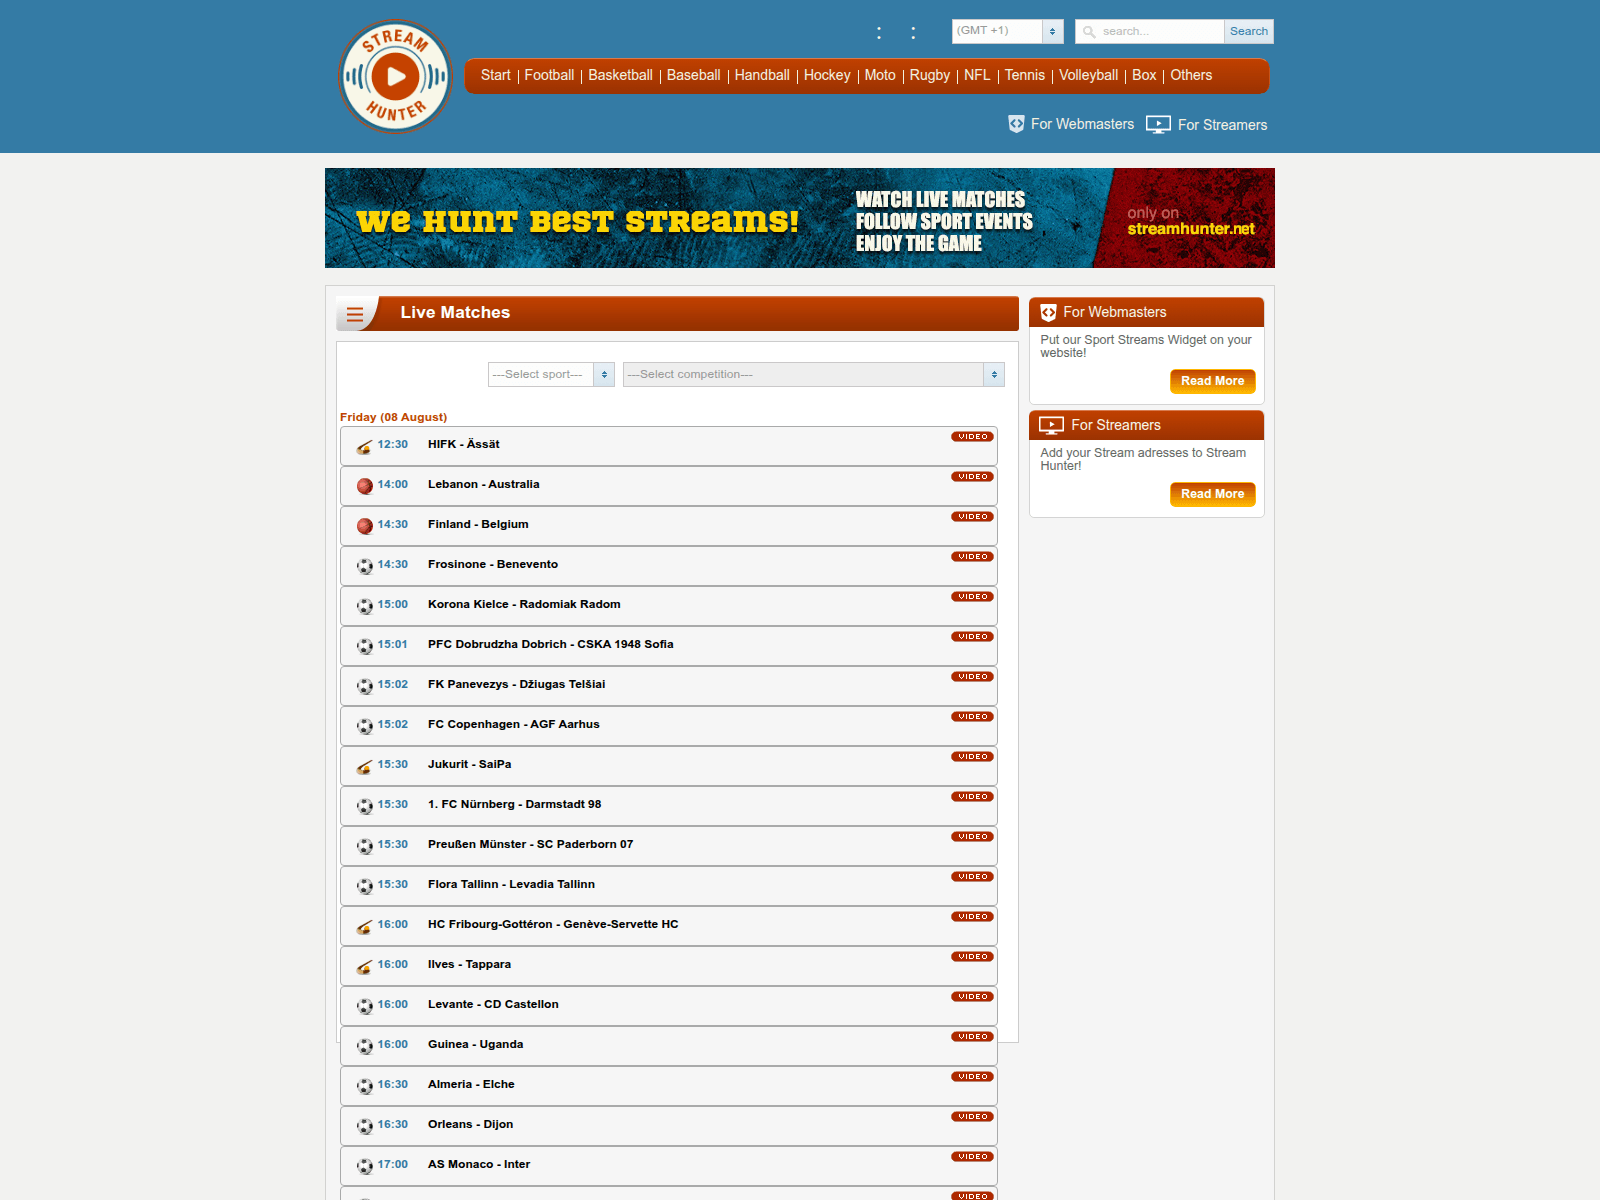 STREAM
HUNTER
: :
(GMT +1)
search...
Search
Start | Football | Basketball | Baseball | Handball | Hockey | Moto | Rugby | NFL | Tennis | Volleyball | Box | Others
For Webmasters
For Streamers
We Hunt Best Streams!
WATCH LIVE MATCHES
FOLLOW SPORT EVENTS
ENJOY THE GAME
only on
streamhunter.net
Live Matches
---Select sport---
---Select competition---
Friday (08 August)
12:30 HIFK - Ässät VIDEO
14:00 Lebanon - Australia VIDEO
14:30 Finland - Belgium VIDEO
14:30 Frosinone - Benevento VIDEO
15:00 Korona Kielce - Radomiak Radom VIDEO
15:01 PFC Dobrudzha Dobrich - CSKA 1948 Sofia VIDEO
15:02 FK Panevezys - Džiugas Telšiai VIDEO
15:02 FC Copenhagen - AGF Aarhus VIDEO
15:30 Jukurit - SaiPa VIDEO
15:30 1. FC Nürnberg - Darmstadt 98 VIDEO
15:30 Preußen Münster - SC Paderborn 07 VIDEO
15:30 Flora Tallinn - Levadia Tallinn VIDEO
16:00 HC Fribourg-Gottéron - Genève-Servette HC VIDEO
16:00 Ilves - Tappara VIDEO
16:00 Levante - CD Castellon VIDEO
16:00 Guinea - Uganda VIDEO
16:30 Almeria - Elche VIDEO
16:30 Orleans - Dijon VIDEO
17:00 AS Monaco - Inter VIDEO
VIDEO
For Webmasters
Put our Sport Streams Widget on your
website!
Read More
For Streamers
Add your Stream adresses to Stream
Hunter!
Read More